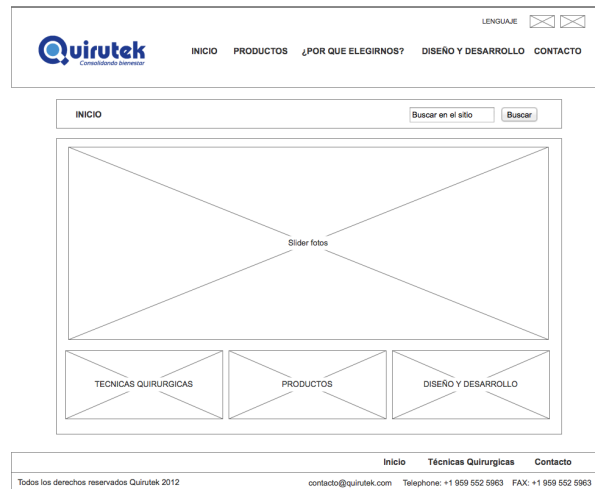 LENGUAJE
Quirutek
Consolidando bienestar
INICIO PRODUCTOS ¿POR QUE ELEGIRNOS? DISEÑO Y DESARROLLO CONTACTO
INICIO
Buscar en el sitio Buscar
Slider fotos
TECNICAS QUIRURGICAS PRODUCTOS DISEÑO Y DESARROLLO
Inicio Técnicas Quirurgicas Contacto
Todos los derechos reservados Quirutek 2012 contacto@quirutek.com Telephone: +1 959 552 5963 FAX: +1 959 552 5963